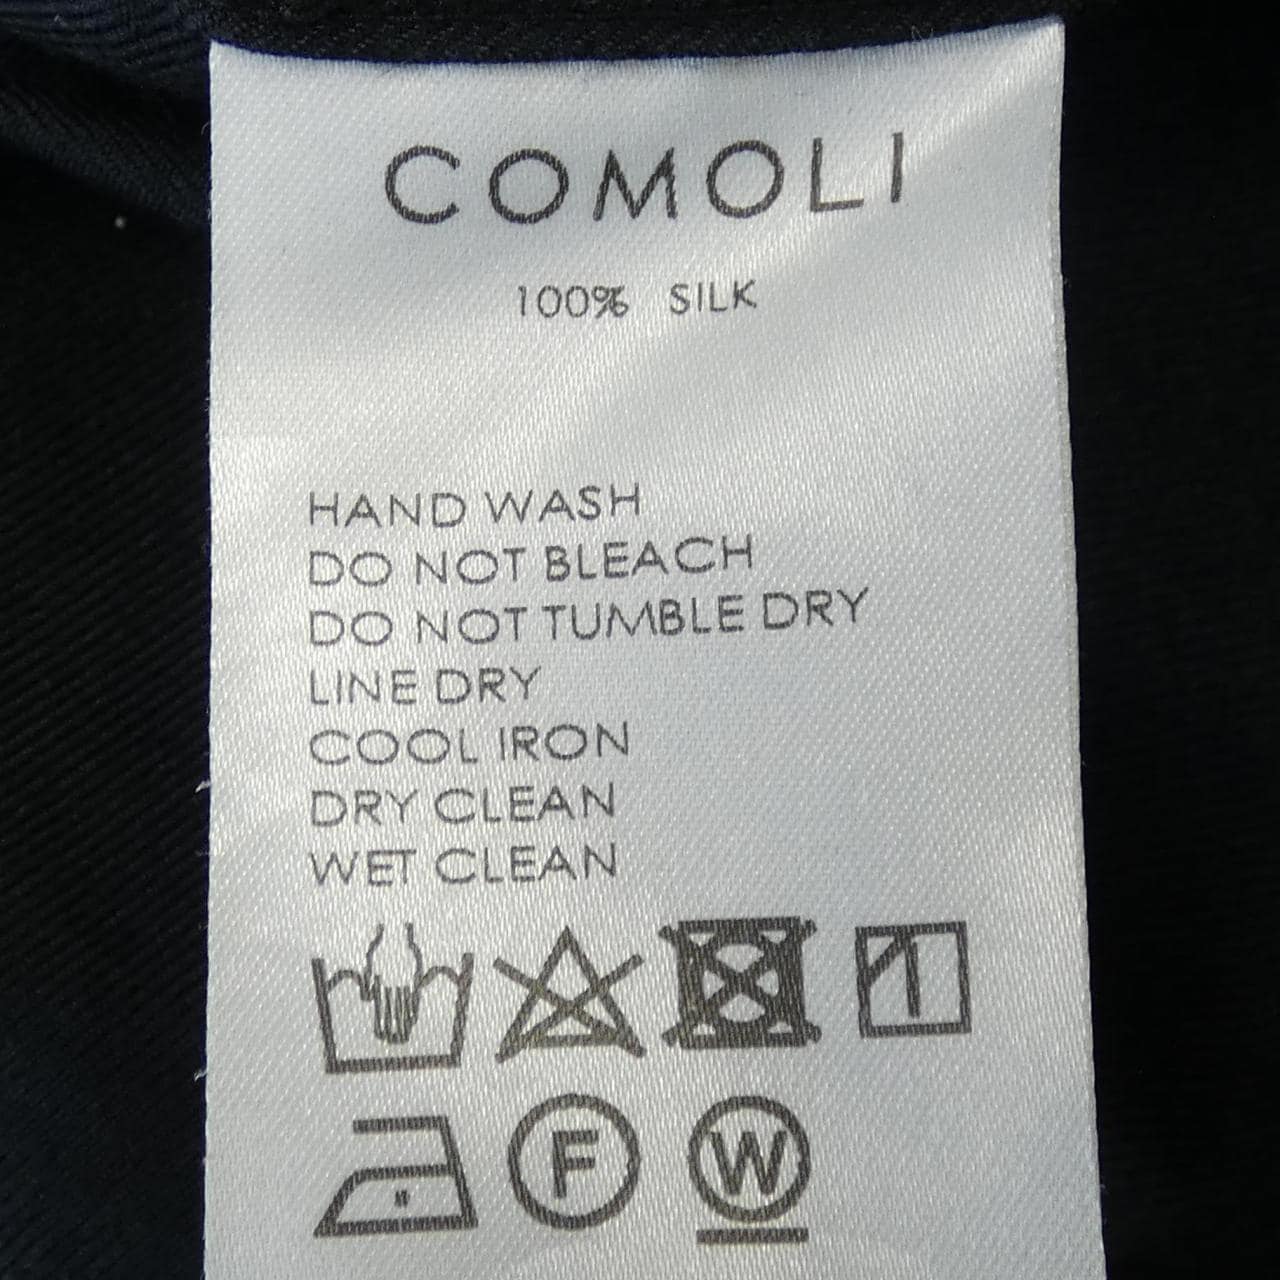 COMOLI
100% SILK
HAND WASH
DO NOT BLEACH
DO NOT TUMBLE DRY
LINE DRY
COOL IRON
DRY CLEAN
WET CLEAN
F W